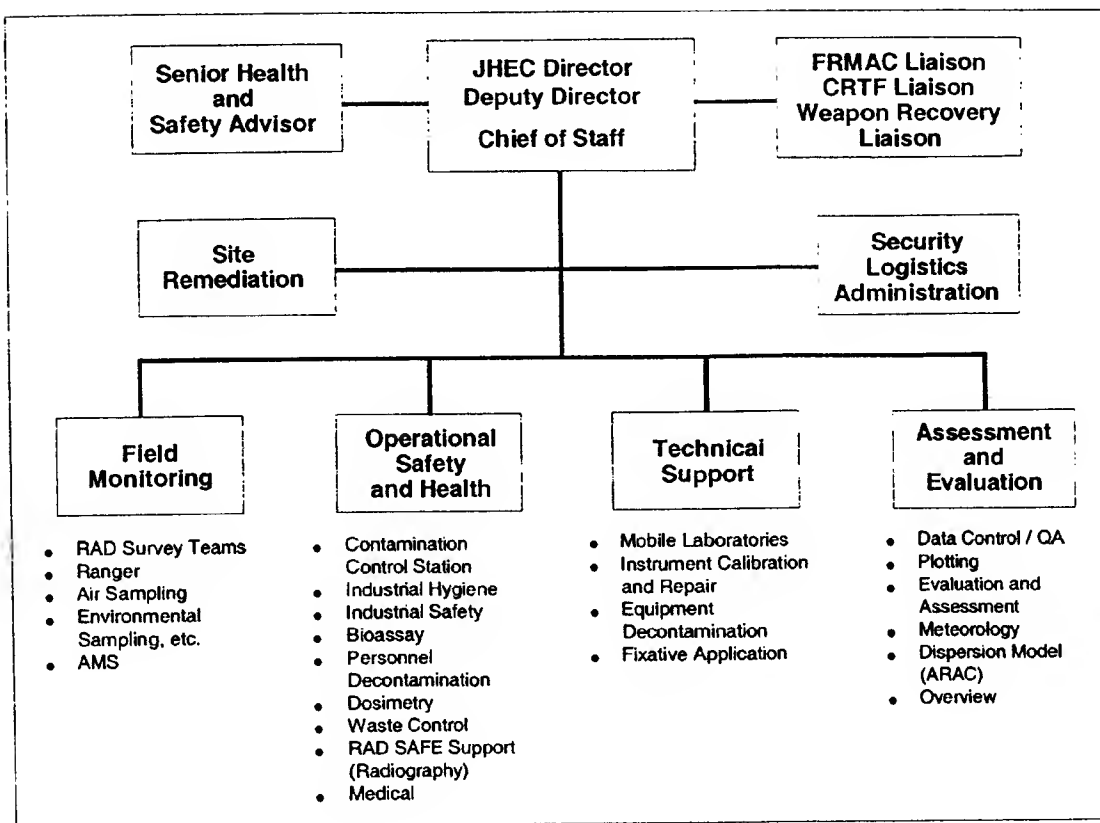 Senior Health
and
Safety Advisor
JHEC Director
Deputy Director
Chief of Staff
FRMAC Liaison
CRTF Liaison
Weapon Recovery
Liaison
Site
Remediation
Security
Logistics
Administration
Field
Monitoring
• RAD Survey Teams
• Ranger
• Air Sampling
• Environmental
Sampling, etc.
• AMS
Operational
Safety
and Health
• Contamination
Control Station
• Industrial Hygiene
• Industrial Safety
• Bioassay
• Personnel
Decontamination
• Dosimetry
• Waste Control
• RAD SAFE Support
(Radiography)
• Medical
Technical
Support
• Mobile Laboratories
• Instrument Calibration
and Repair
• Equipment
Decontamination
• Fixative Application
Assessment
and
Evaluation
• Data Control / QA
• Plotting
• Evaluation and
Assessment
• Meteorology
• Dispersion Model
(ARAC)
• Overview